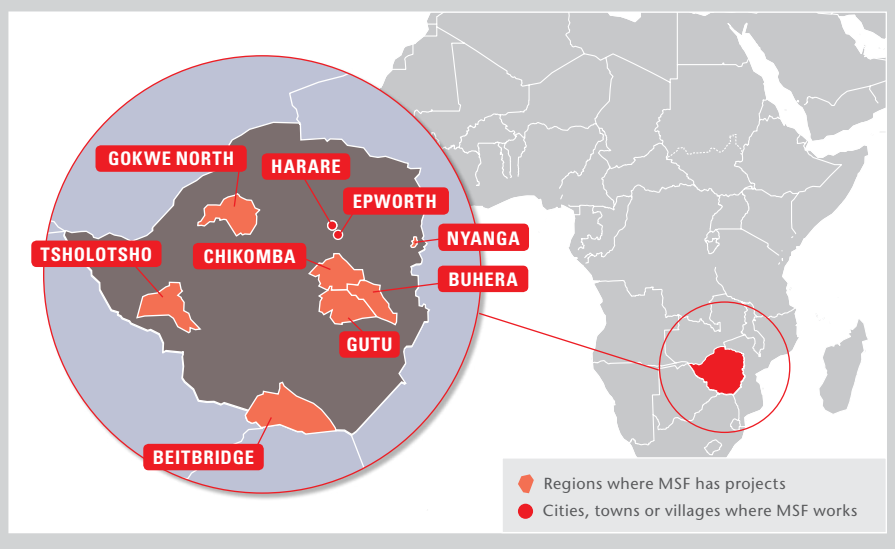 GOKWE NORTH
HARARE
EPWORTH
NYANGA
TSHOLOTSHO
CHIKOMBA
BUHERA
GUTU
BEITBRIDGE
Regions where MSF has projects
Cities, towns or villages where MSF works